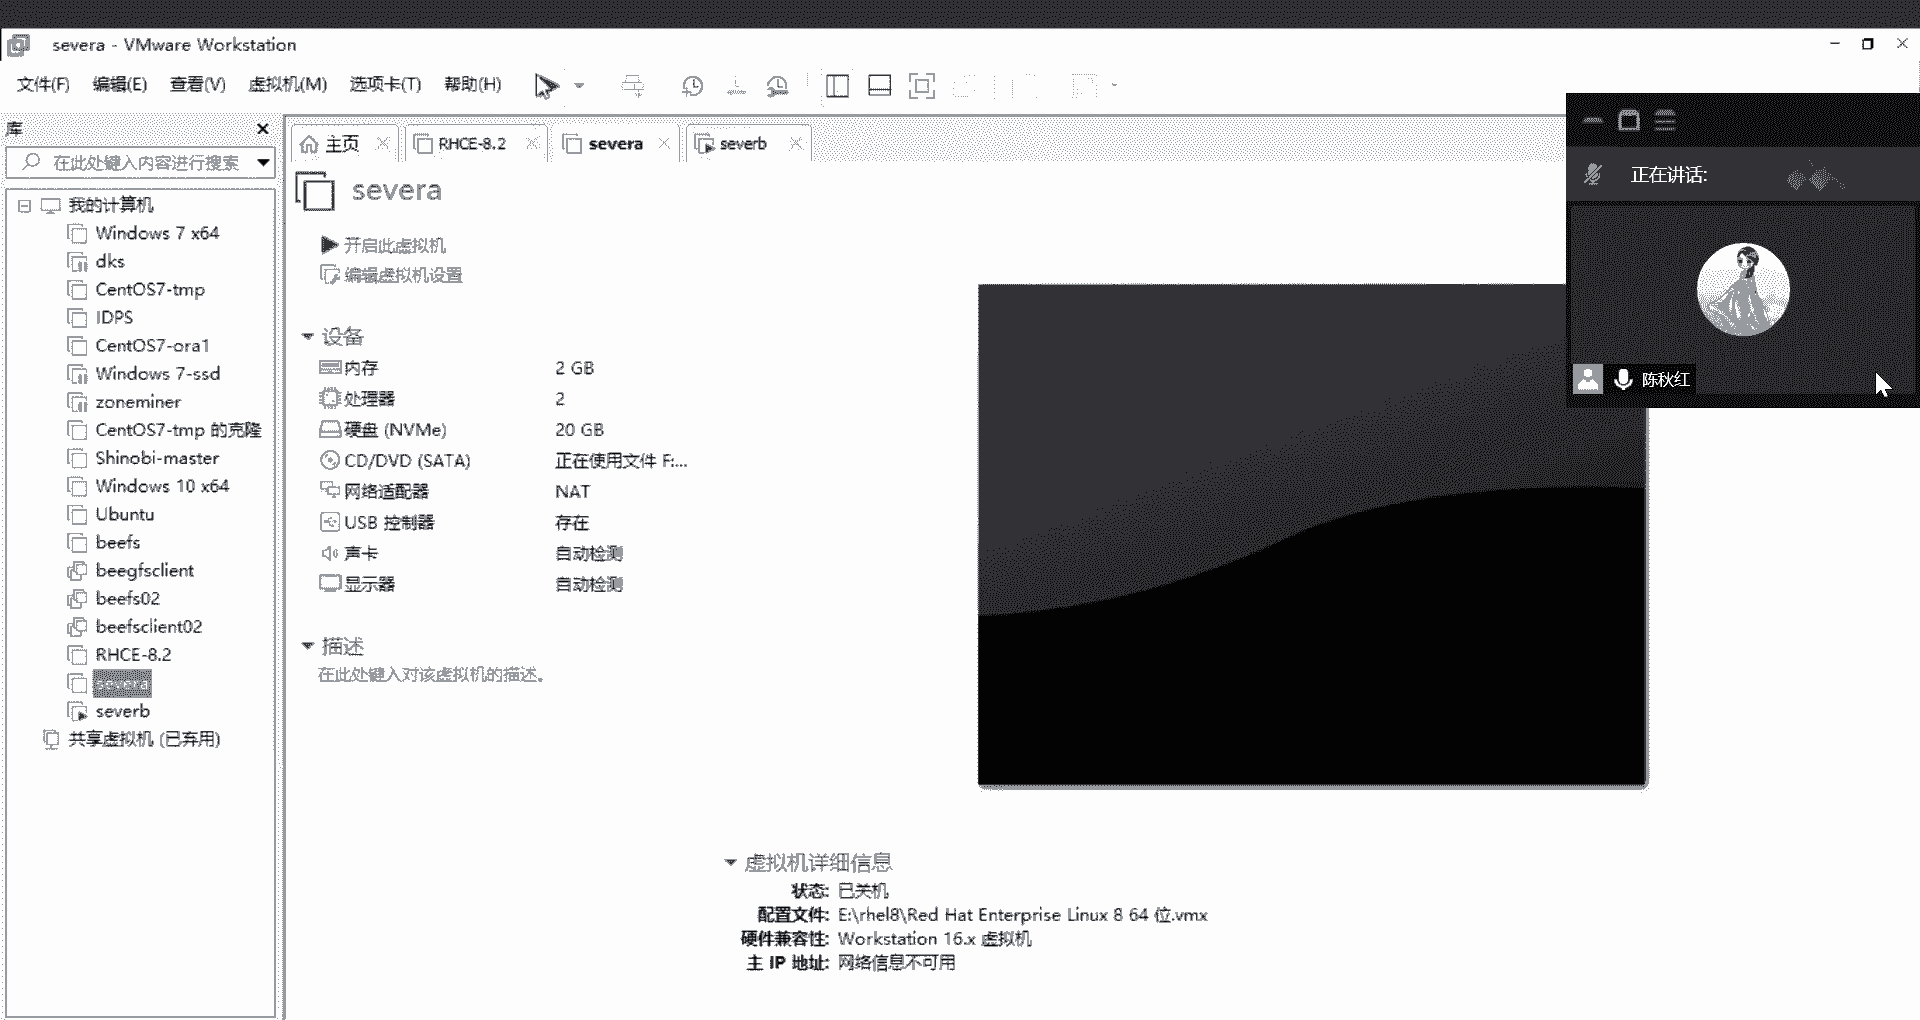 severa - VMware Workstation
文件(F) 编辑(E) 查看(V) 虚拟机(M) 选项卡(T) 帮助(H)
库
在此处键入内容进行搜索
我的计算机
Windows 7 x64
dks
CentOS7-tmp
IDPS
CentOS7-ora1
Windows 7-ssd
zoneminer
CentOS7-tmp 的克隆
Shinobi-master
Windows 10 x64
Ubuntu
beefs
beegfsclient
beefs02
beefsclient02
RHCE-8.2
severa
severb
共享虚拟机 (已弃用)
主页 RHCE-8.2 severa severb
severa
开启此虚拟机
编辑虚拟机设置
设备
内存 2 GB
处理器 2
硬盘 (NVMe) 20 GB
CD/DVD (SATA) 正在使用文件 F:...
网络适配器 NAT
USB 控制器 存在
声卡 自动检测
显示器 自动检测
描述
在此处键入对该虚拟机的描述。
虚拟机详细信息
状态: 已关机
配置文件: E:\rhel8\Red Hat Enterprise Linux 8 64 位.vmx
硬件兼容性: Workstation 16.x 虚拟机
主 IP 地址: 网络信息不可用
正在讲话:
陈秋红